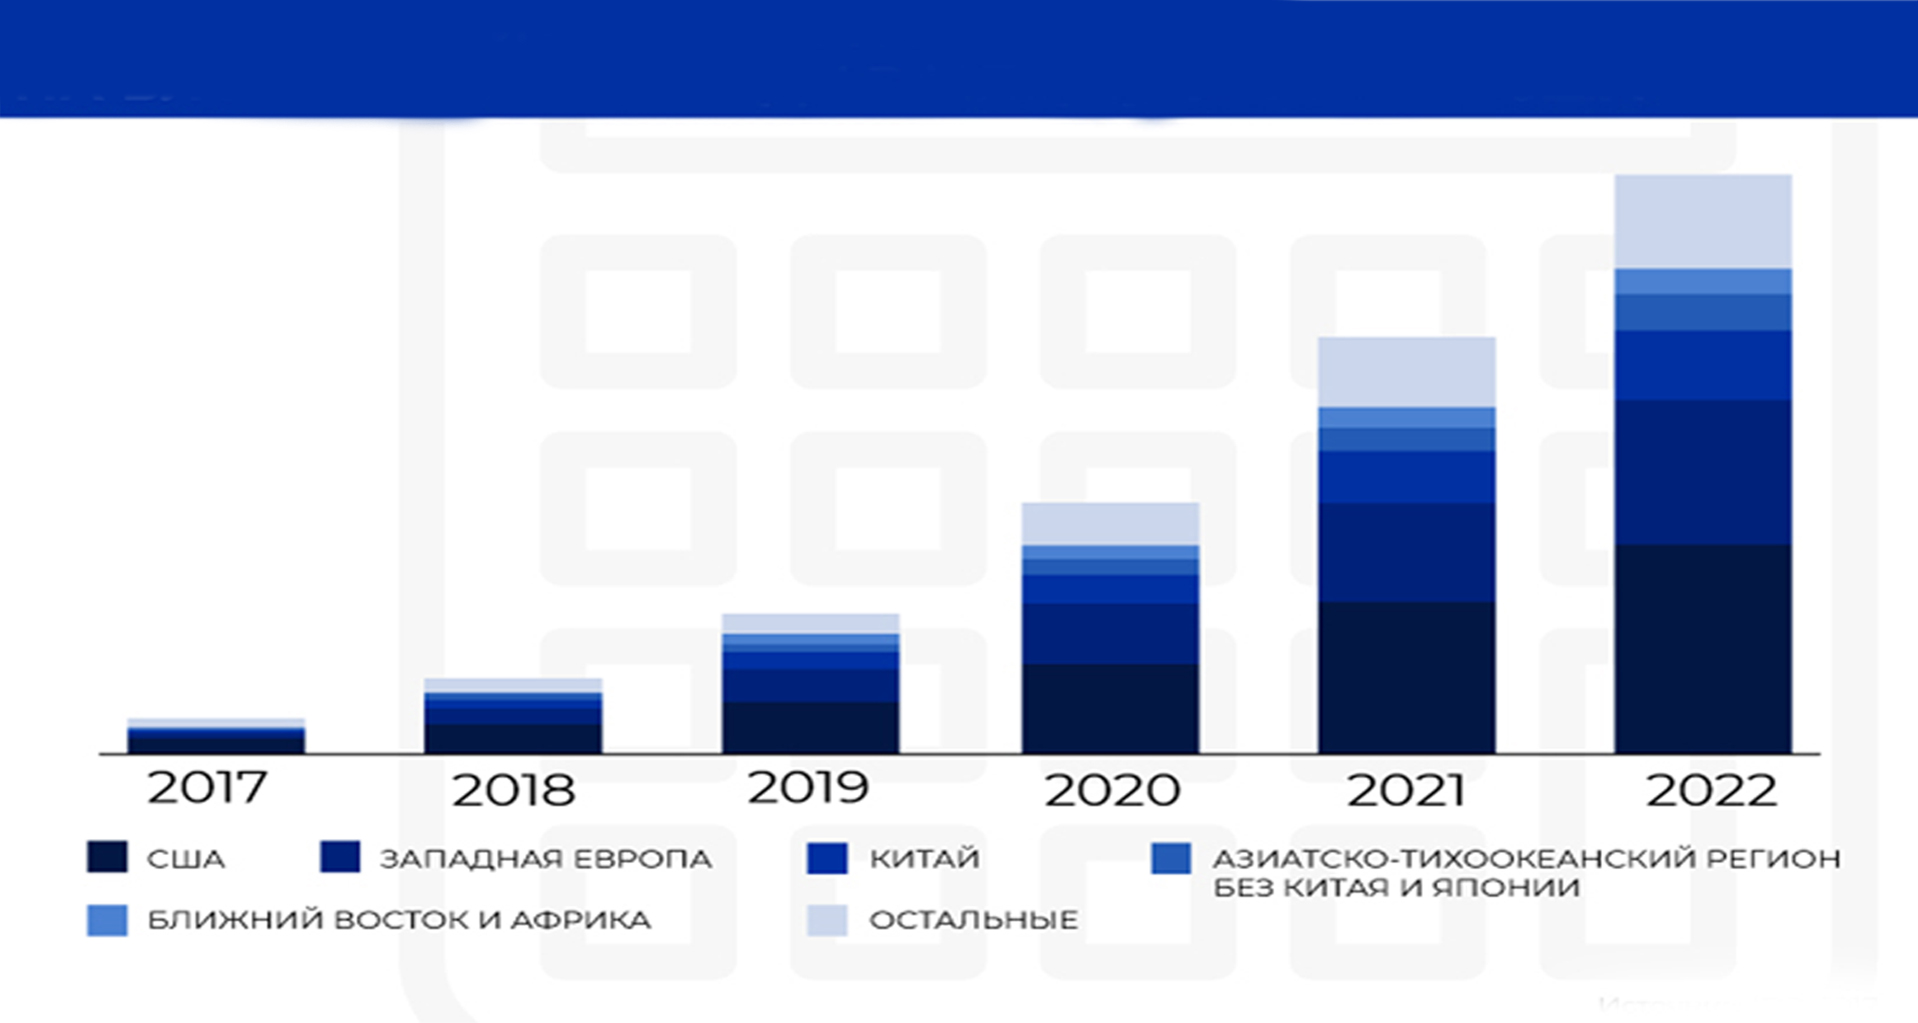 2017 2018 2019 2020 2021 2022
США ЗАПАДНАЯ ЕВРОПА КИТАЙ АЗИАТСКО-ТИХООКЕАНСКИЙ РЕГИОН
БЕЗ КИТАЯ И ЯПОНИИ
БЛИЖНИЙ ВОСТОК И АФРИКА ОСТАЛЬНЫЕ